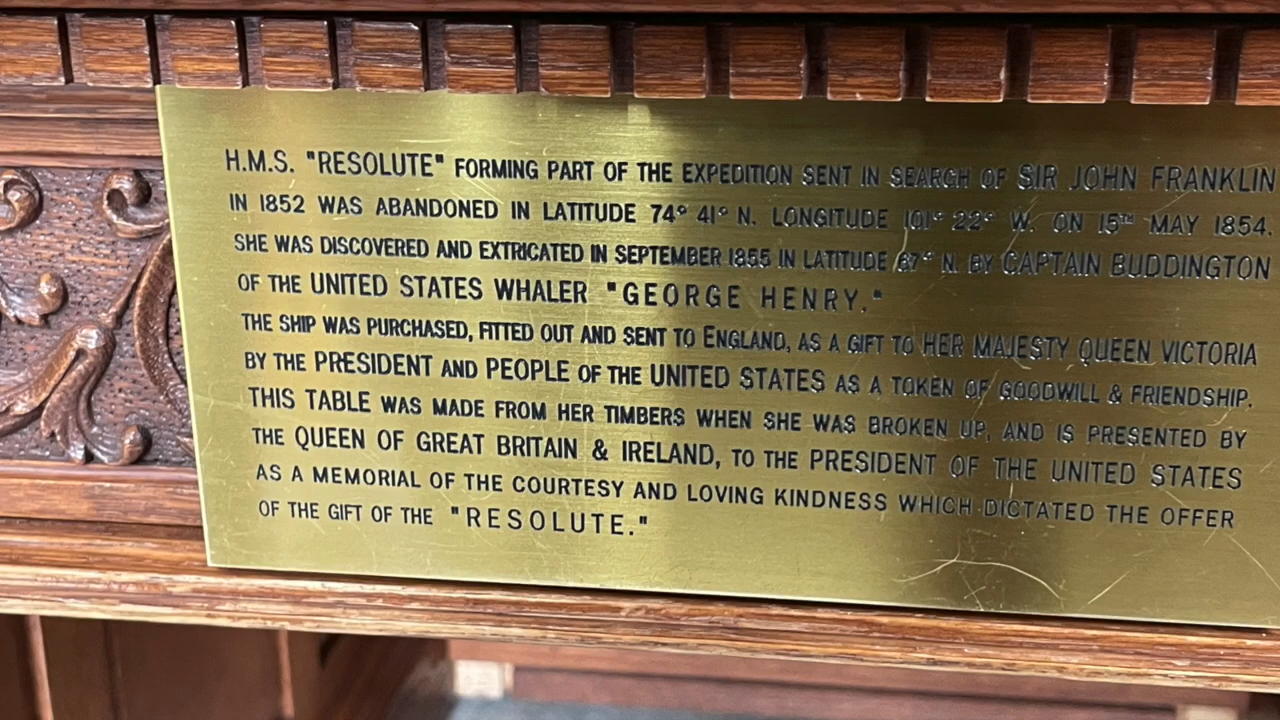 H.M.S. "RESOLUTE" FORMING PART OF THE EXPEDITION SENT IN SEARCH OF SIR JOHN FRANKLIN
IN 1852 WAS ABANDONED IN LATITUDE 74° 41° N. LONGITUDE 101° 22° W. ON 15TH MAY 1854.
SHE WAS DISCOVERED AND EXTRICATED IN SEPTEMBER 1855 IN LATITUDE 67° N. BY CAPTAIN BUDDINGTON
OF THE UNITED STATES WHALER "GEORGE HENRY."
THE SHIP WAS PURCHASED, FITTED OUT AND SENT TO ENGLAND, AS A GIFT TO HER MAJESTY QUEEN VICTORIA
BY THE PRESIDENT AND PEOPLE OF THE UNITED STATES AS A TOKEN OF GOODWILL & FRIENDSHIP.
THIS TABLE WAS MADE FROM HER TIMBERS WHEN SHE WAS BROKEN UP, AND IS PRESENTED BY
THE QUEEN OF GREAT BRITAIN & IRELAND, TO THE PRESIDENT OF THE UNITED STATES
AS A MEMORIAL OF THE COURTESY AND LOVING KINDNESS WHICH DICTATED THE OFFER
OF THE GIFT OF THE "RESOLUTE."